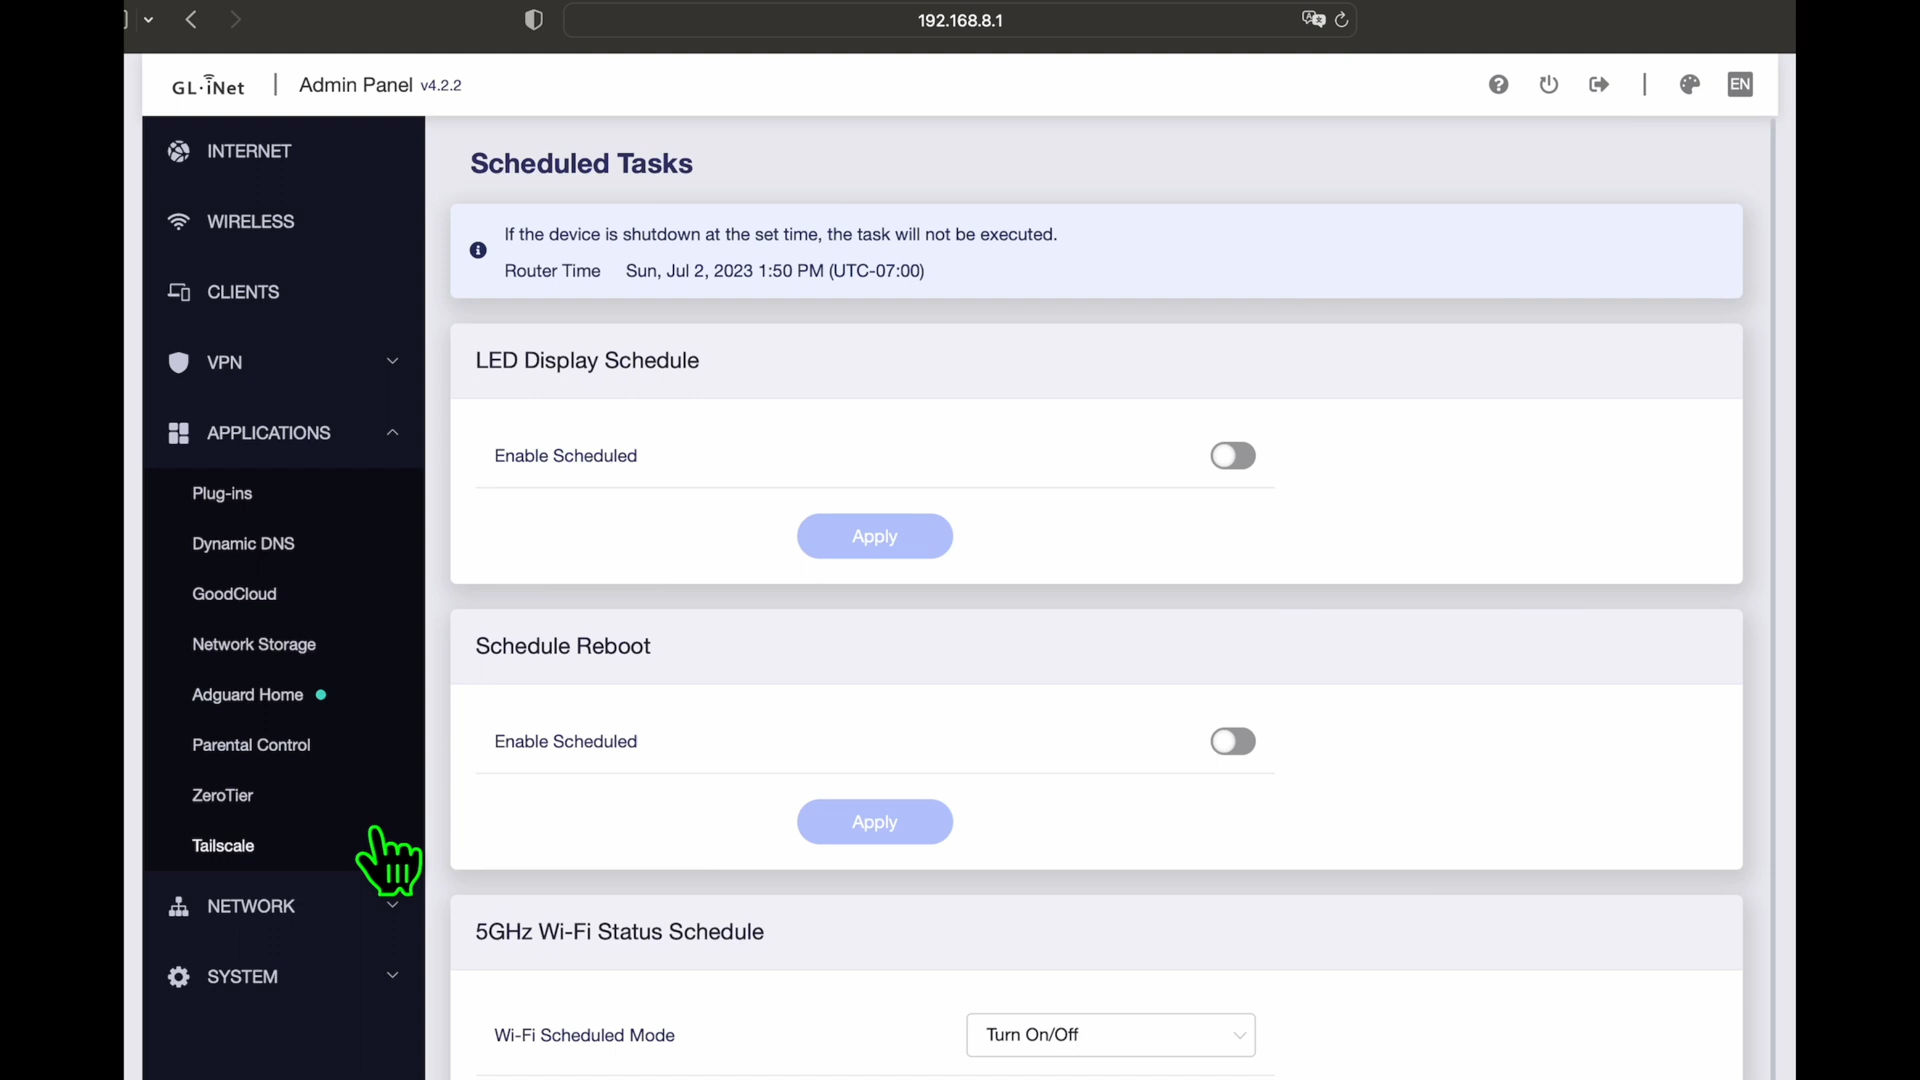 192.168.8.1
GL·iNet | Admin Panel v4.2.2
EN
INTERNET
WIRELESS
CLIENTS
VPN
APPLICATIONS
Plug-ins
Dynamic DNS
GoodCloud
Network Storage
Adguard Home
Parental Control
ZeroTier
Tailscale
NETWORK
SYSTEM
Scheduled Tasks
If the device is shutdown at the set time, the task will not be executed.
Router Time Sun, Jul 2, 2023 1:50 PM (UTC-07:00)
LED Display Schedule
Enable Scheduled
Apply
Schedule Reboot
Enable Scheduled
Apply
5GHz Wi-Fi Status Schedule
Wi-Fi Scheduled Mode Turn On/Off